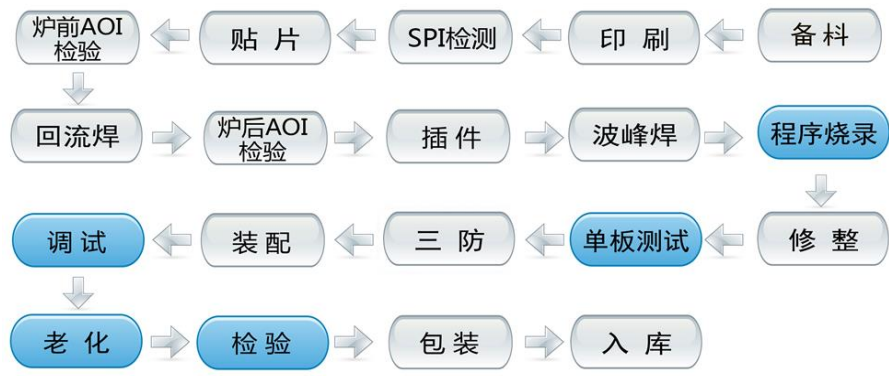 炉前AOI
检验
贴 片
SPI检测
印 刷
备 料
回流焊
炉后AOI
检验
插 件
波峰焊
程序烧录
调 试
装 配
三 防
单板测试
修 整
老 化
检 验
包 装
入 库